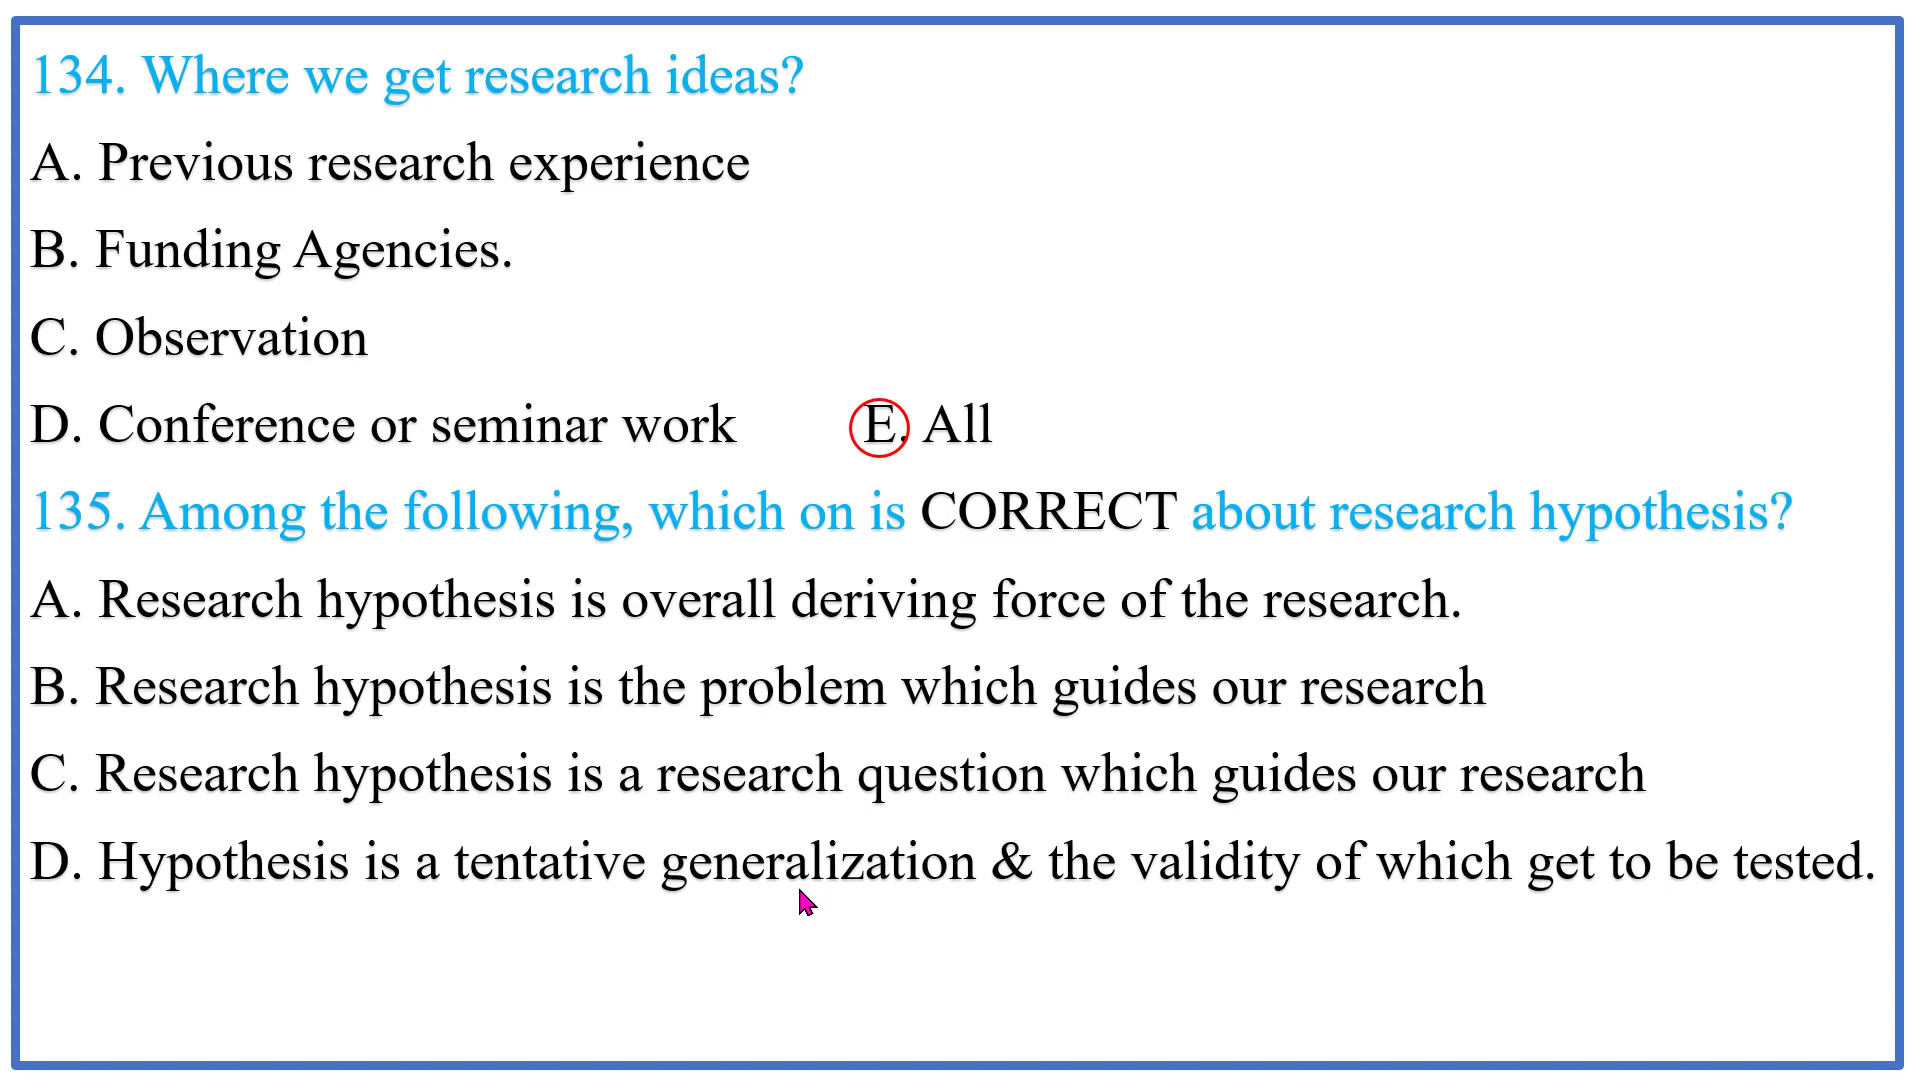 134. Where we get research ideas?
A. Previous research experience
B. Funding Agencies.
C. Observation
D. Conference or seminar work E. All
135. Among the following, which on is CORRECT about research hypothesis?
A. Research hypothesis is overall deriving force of the research.
B. Research hypothesis is the problem which guides our research
C. Research hypothesis is a research question which guides our research
D. Hypothesis is a tentative generalization & the validity of which get to be tested.